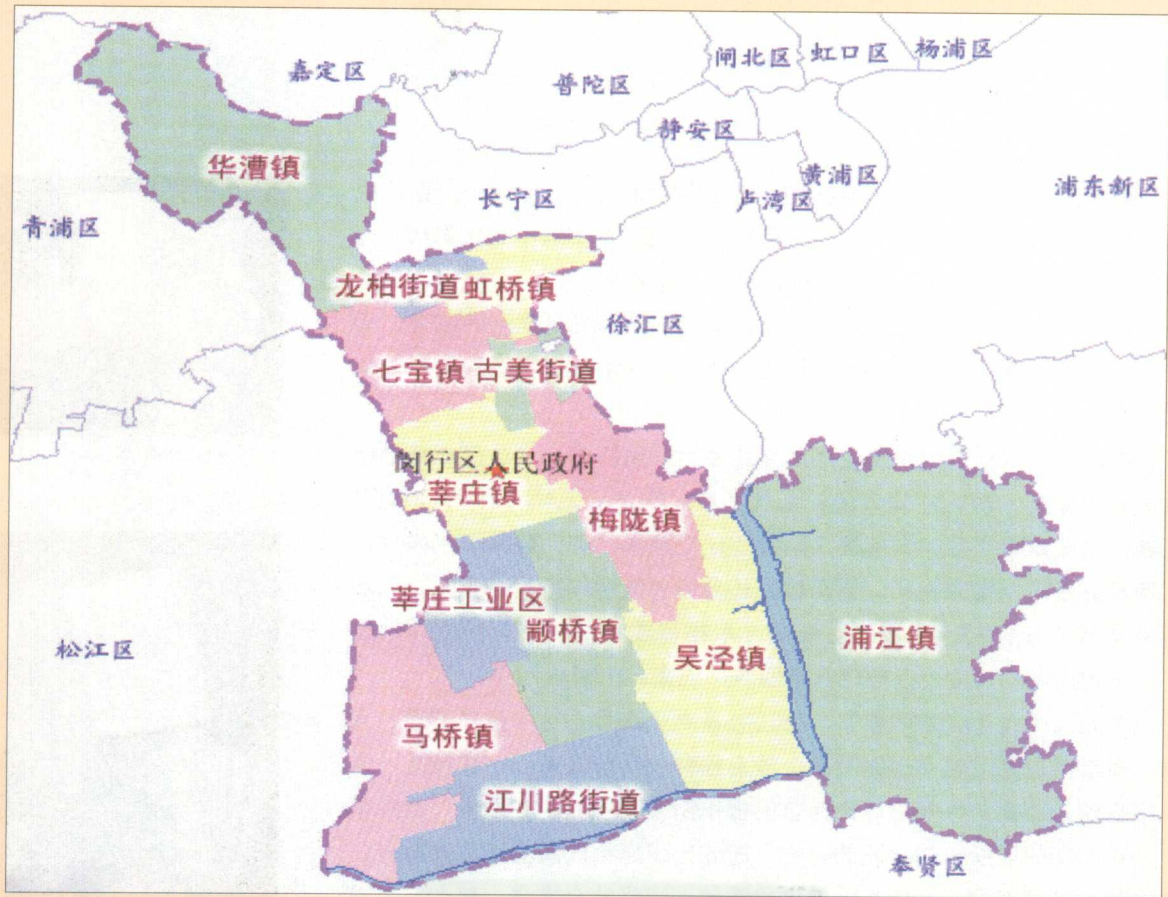 嘉定区
普陀区
闸北区
虹口区
杨浦区
静安区
华漕镇
长宁区
黄浦区
卢湾区
浦东新区
青浦区
龙柏街道
虹桥镇
徐汇区
七宝镇
古美街道
闵行区人民政府
莘庄镇
梅陇镇
莘庄工业区
颛桥镇
吴泾镇
浦江镇
松江区
马桥镇
江川路街道
奉贤区